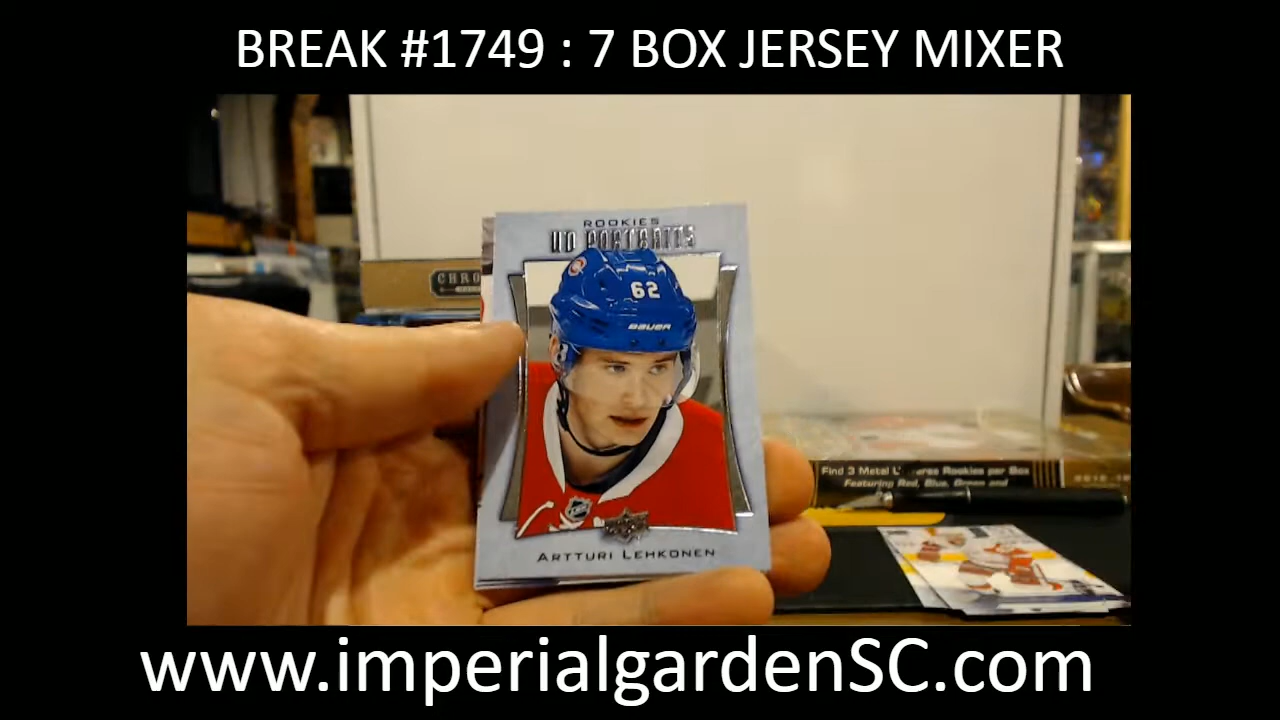 BREAK #1749 : 7 BOX JERSEY MIXER
ROOKIES
UD PORTRAITS
62
BAUER
CHRO
Find 3 Metal Rookies per Box
Featuring Red, Blue, Green and
ARTTURI LEHKONEN
www.imperialgardenSC.com